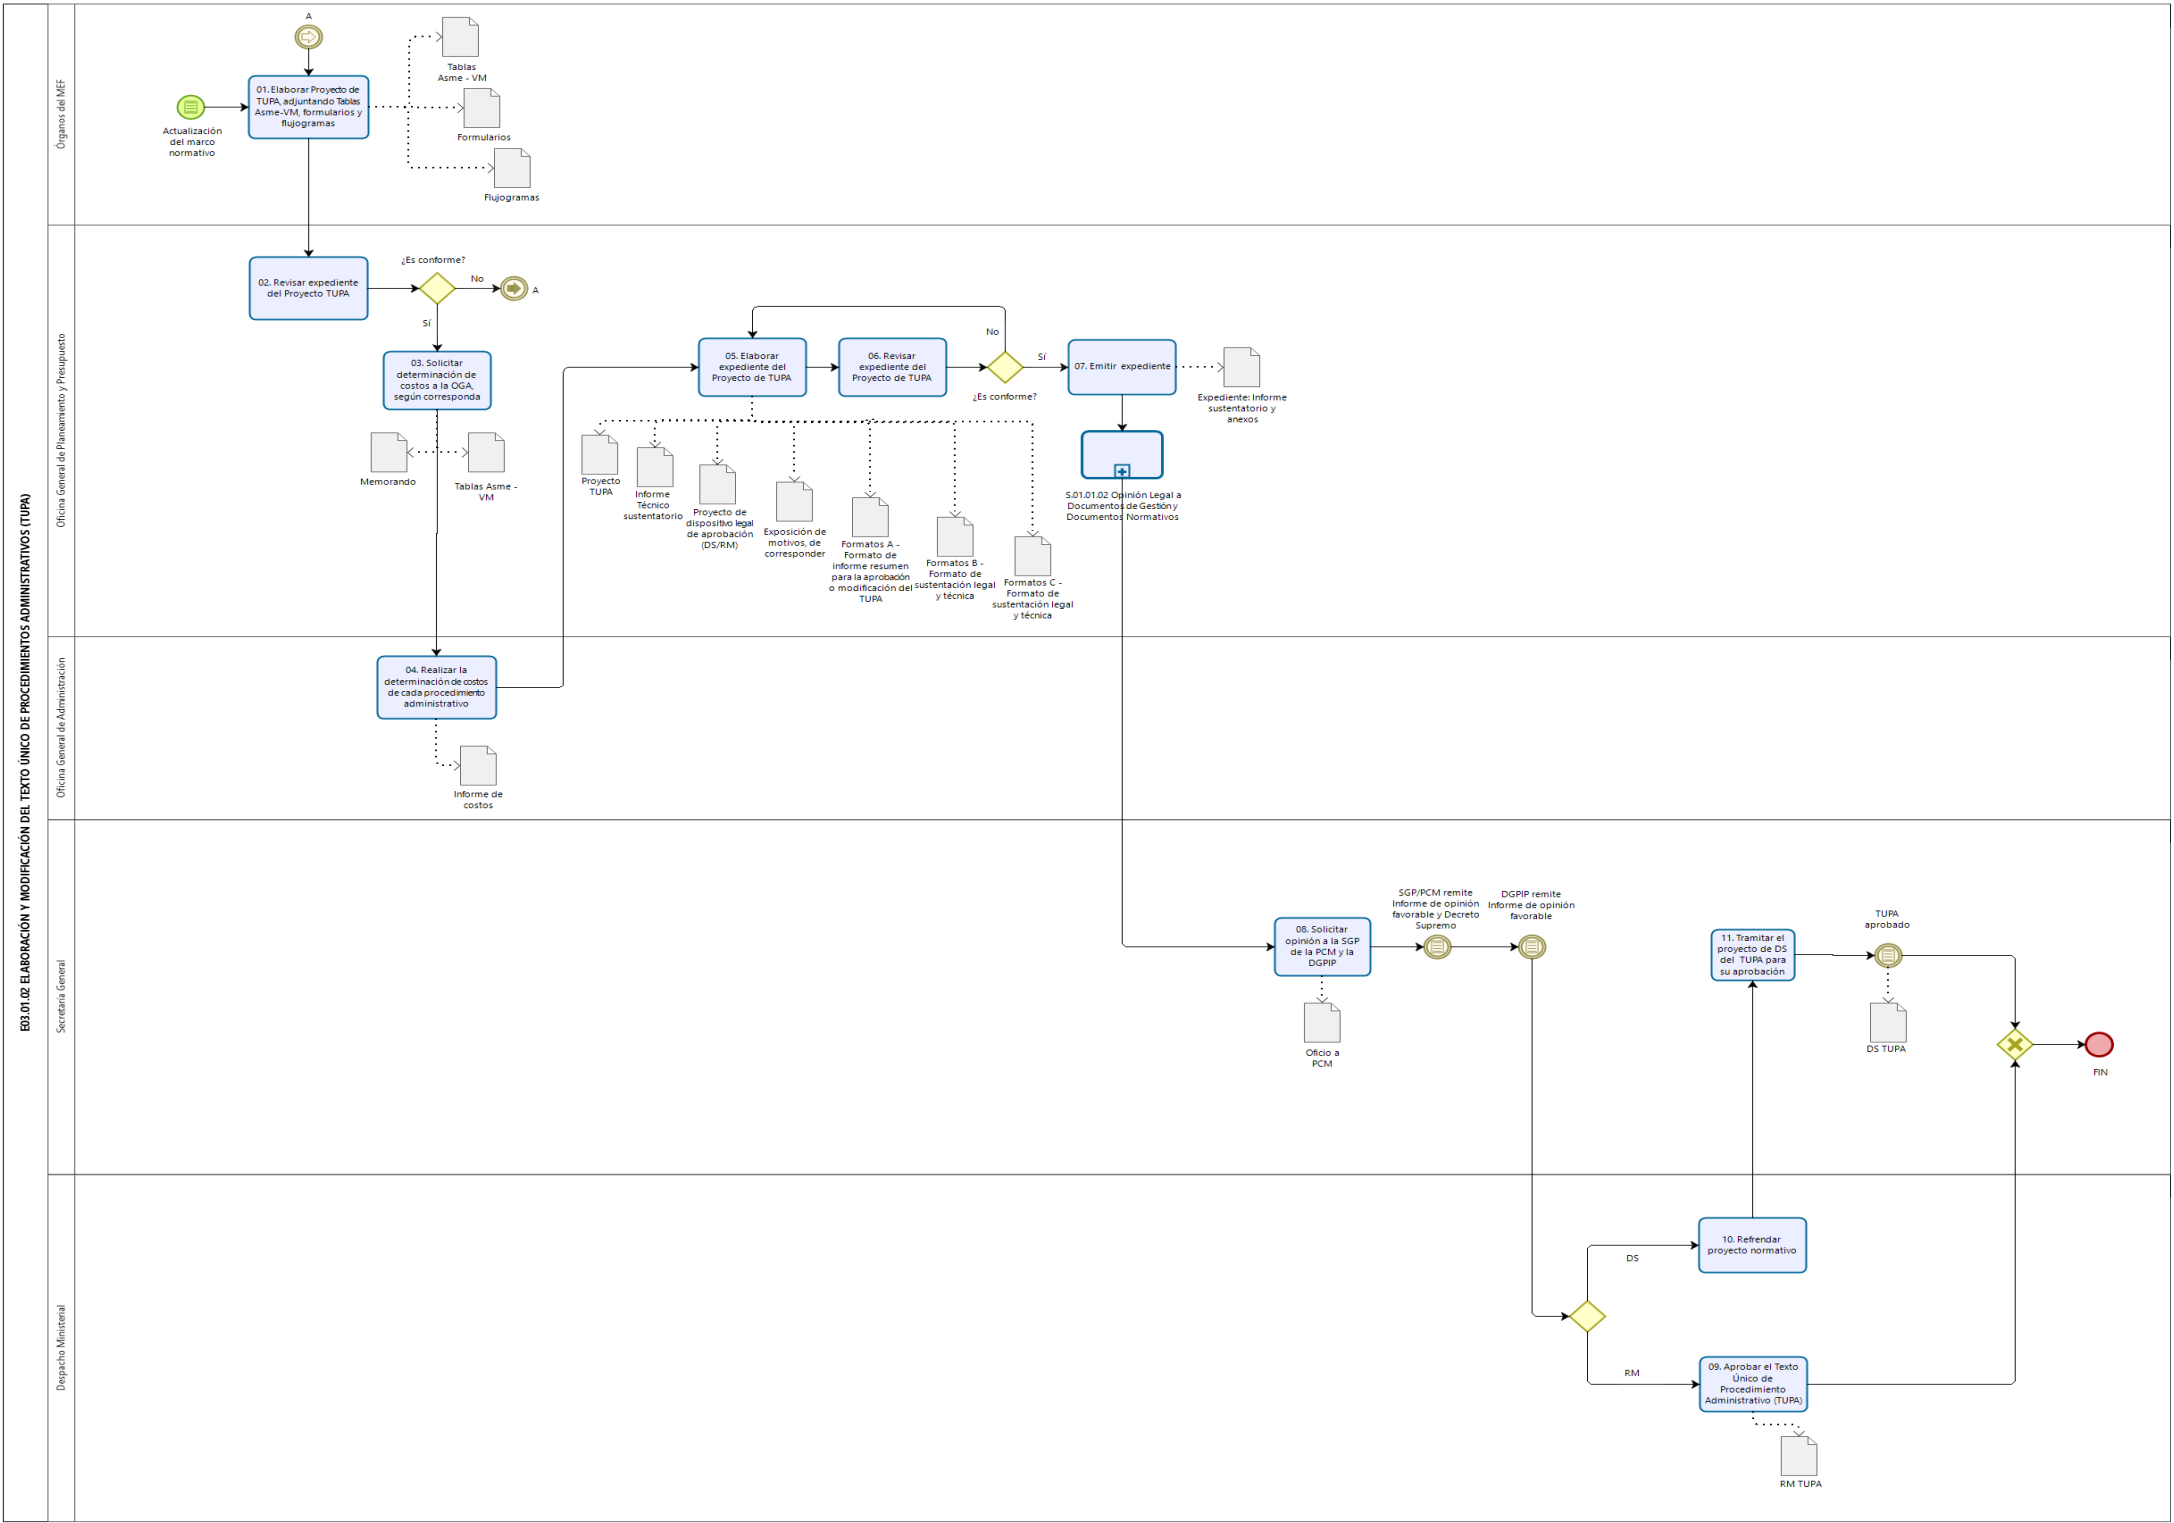 E03.01.02 ELABORACIÓN Y MODIFICACIÓN DEL TEXTO ÚNICO DE PROCEDIMIENTOS ADMINISTRATIVOS (TUPA)
Órganos del MEF
A
Actualización
del marco
normativo
01. Elaborar Proyecto de
TUPA, adjuntando Tablas
Asme-VM, formularios y
flujogramas
Tablas
Asme - VM
Formularios
Flujogramas
Oficina General de Planeamiento y Presupuesto
02. Revisar expediente
del Proyecto TUPA
¿Es conforme?
No
A
Sí
03. Solicitar
determinación de
costos a la OGA,
según corresponda
Memorando
Tablas Asme -
VM
05. Elaborar
expediente del
Proyecto de TUPA
06. Revisar
expediente del
Proyecto de TUPA
No
¿Es conforme?
Sí
07. Emitir expediente
Expediente: Informe
sustentatorio y
anexos
Proyecto
TUPA
Informe
Técnico
sustentatorio
Proyecto de
dispositivo legal
de aprobación
(DS/RM)
Exposición de
motivos, de
corresponder
Formatos A -
Formato de
informe resumen
para la aprobación
o modificación del
TUPA
Formatos B -
Formato de
sustentación legal
y técnica
Formatos C -
Formato de
sustentación legal
y técnica
S.01.01.02 Opinión Legal a
Documentos de Gestión y
Documentos Normativos
Oficina General de Administración
04. Realizar la
determinación de costos
de cada procedimiento
administrativo
Informe de
costos
Secretaría General
08. Solicitar
opinión a la SGP
de la PCM y la
DGPIP
Oficio a
PCM
SGP/PCM remite
Informe de opinión
favorable y Decreto
Supremo
DGPIP remite
Informe de opinión
favorable
11. Tramitar el
proyecto de DS
del TUPA para
su aprobación
TUPA
aprobado
DS TUPA
FIN
Despacho Ministerial
DS
10. Refrendar
proyecto normativo
RM
09. Aprobar el Texto
Único de
Procedimiento
Administrativo (TUPA)
RM TUPA